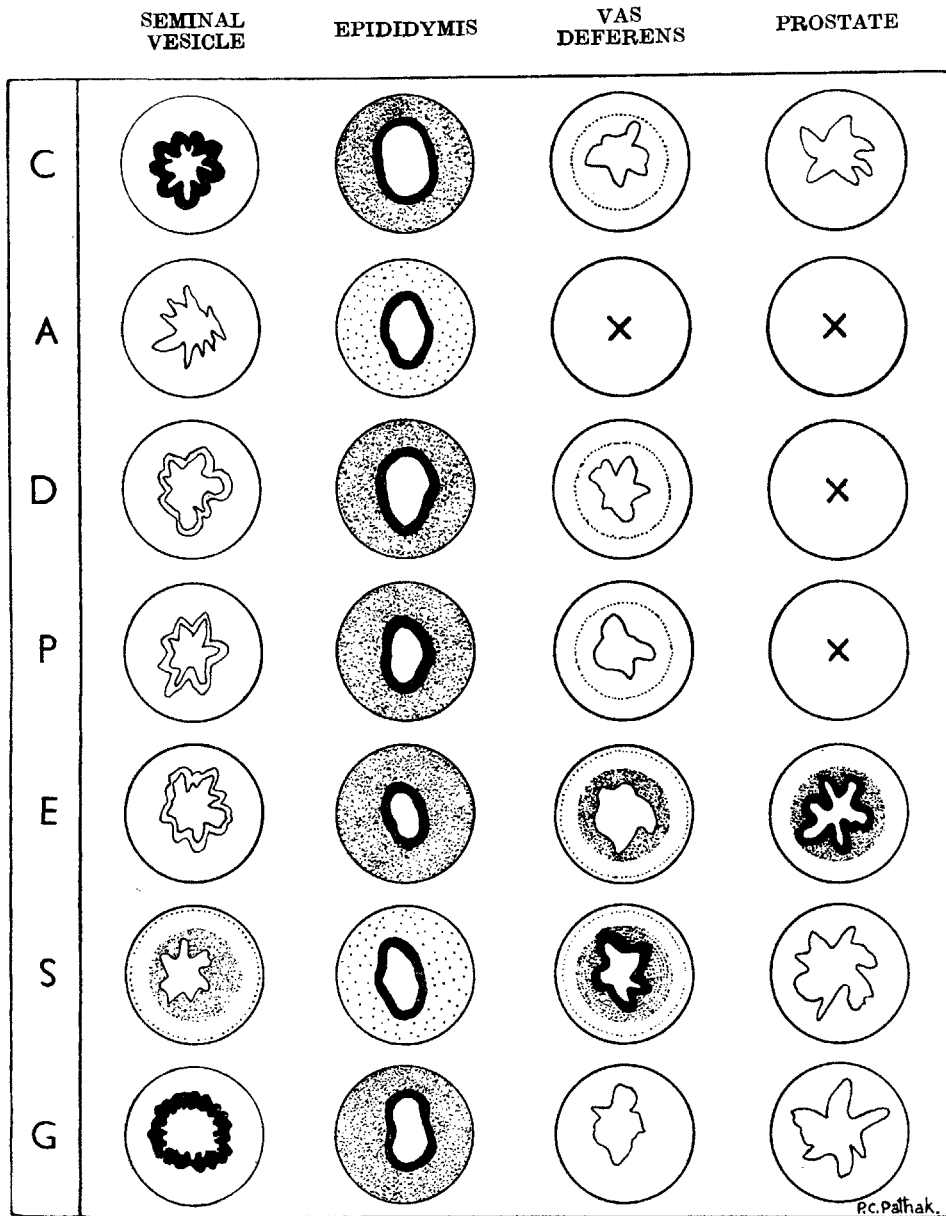 SEMINAL
VESICLE
EPIDIDYMIS
VAS
DEFERENS
PROSTATE
C
A
X
X
D
X
P
X
E
S
G
P.C. Pathak.